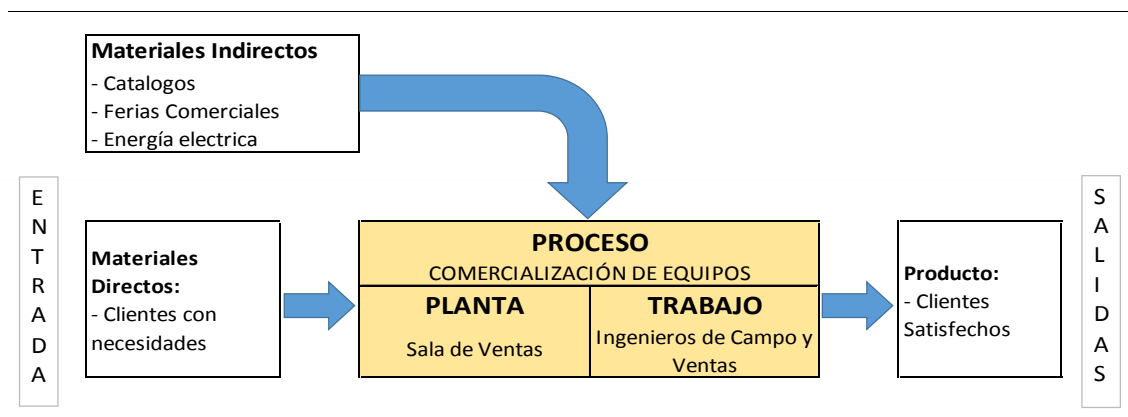 Materiales Indirectos
- Catalogos
- Ferias Comerciales
- Energía electrica
E
N
T
R
A
D
A
Materiales
Directos:
- Clientes con
necesidades
PROCESO
COMERCIALIZACIÓN DE EQUIPOS
PLANTA
Sala de Ventas
TRABAJO
Ingenieros de Campo y
Ventas
Producto:
- Clientes
Satisfechos
S
A
L
I
D
A
S